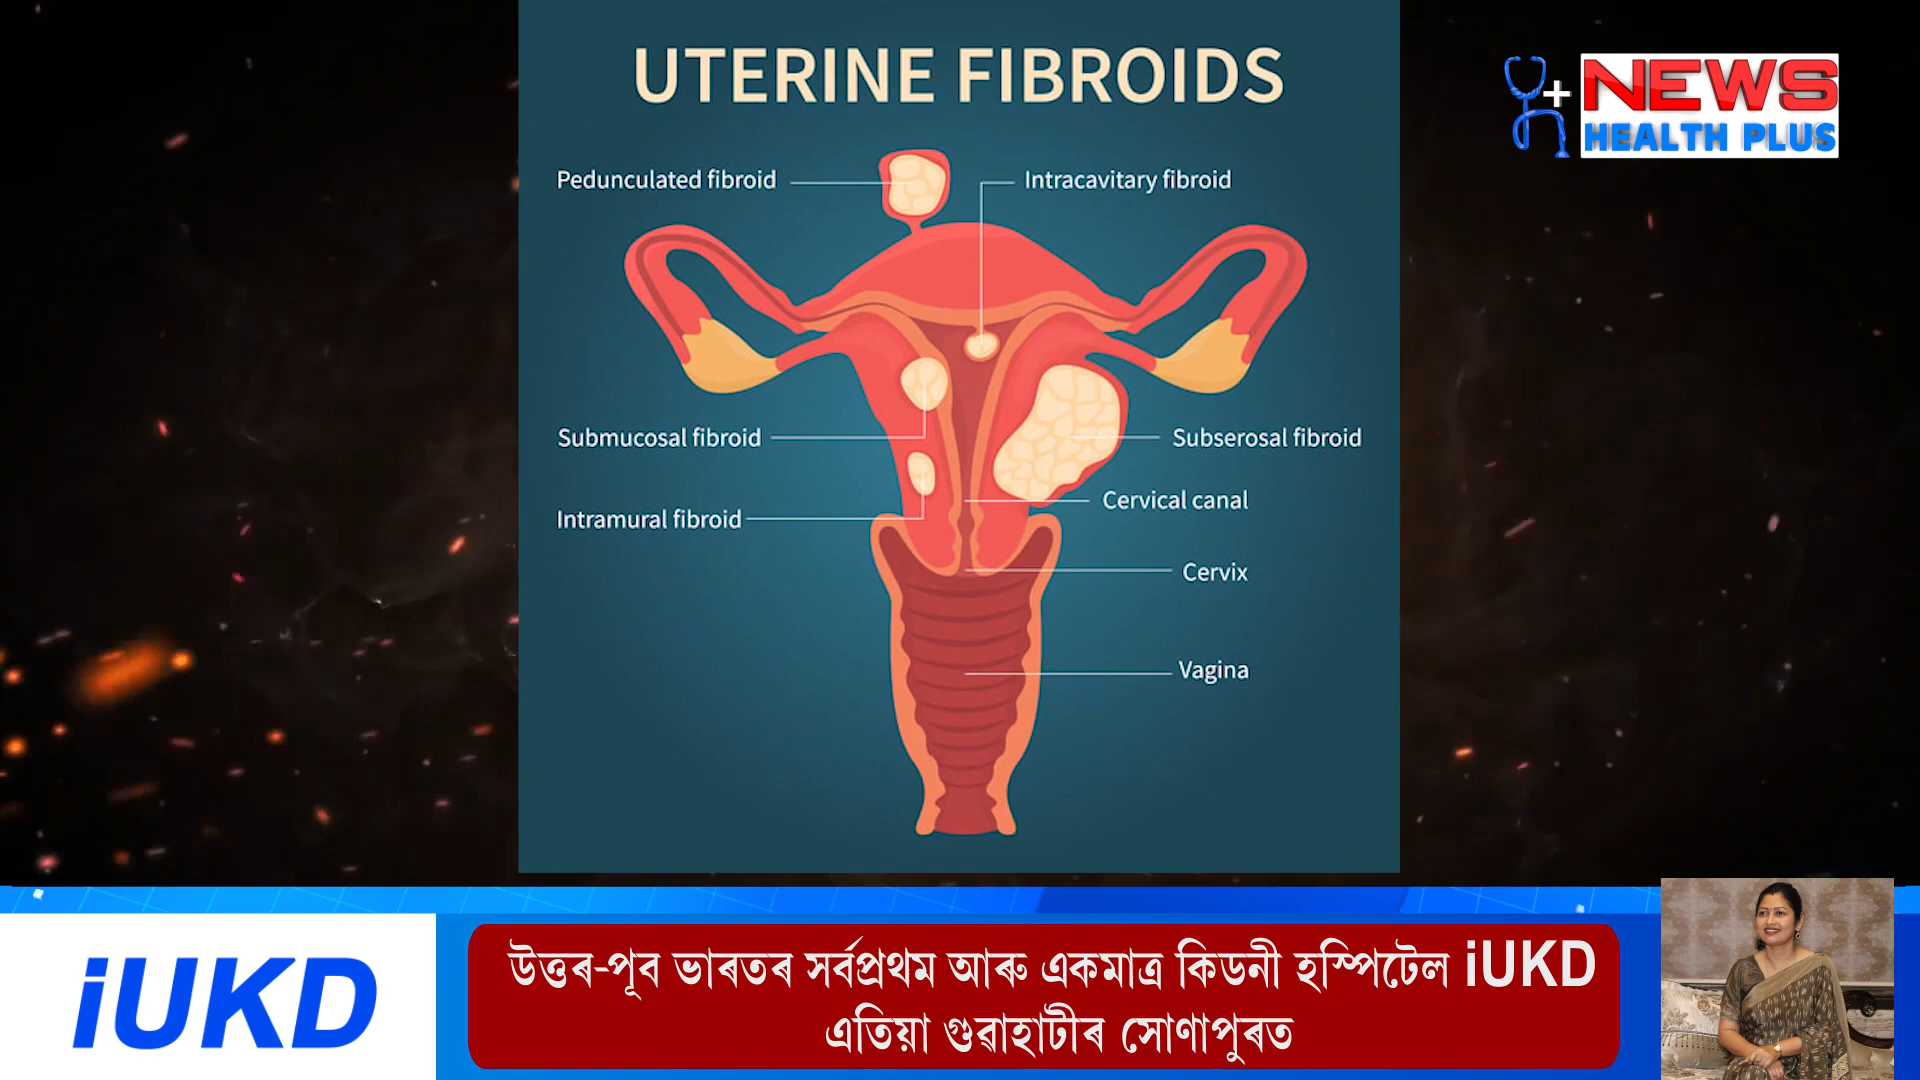 UTERINE FIBROIDS
NEWS
HEALTH PLUS
Pedunculated fibroid
Intracavitary fibroid
Submucosal fibroid
Subserosal fibroid
Cervical canal
Intramural fibroid
Cervix
Vagina
iUKD
উত্তৰ-পূব ভাৰতৰ সৰ্বপ্ৰথম আৰু একমাত্ৰ কিডনী হস্পিটেল iUKD
এতিয়া গুৱাহাটীৰ সোণাপুৰত